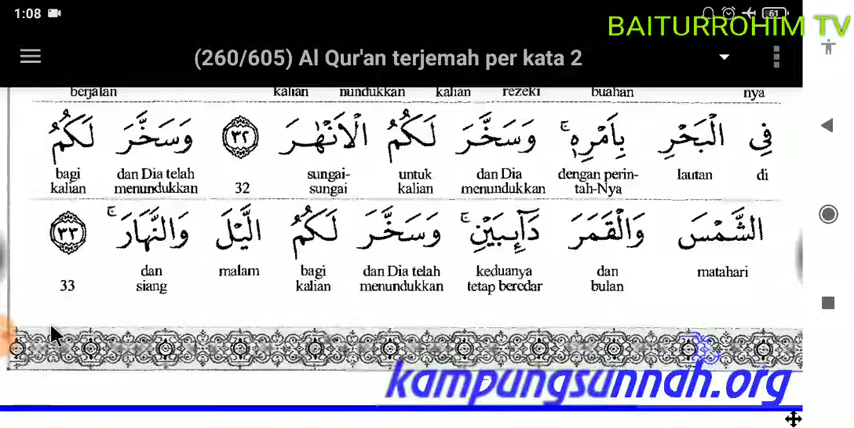 1:08
61
BAITURROHIM TV
(260/605) Al Qur'an terjemah per kata 2
berjalan kalian nundukkan kalian rezeki buahan nya
فِي الْبَحْرِ بِاَمْرِهٖۚ وَسَخَّرَ لَكُمُ الْاَنْهٰرَ ٣٢ وَسَخَّرَ لَكُمُ
bagi dan Dia telah sungai- untuk dan Dia dengan perin- lautan di
kalian menundukkan 32 sungai kalian menundukkan tah-Nya
الشَّمْسَ وَالْقَمَرَ دَاۤىِٕبَيْنِۚ وَسَخَّرَ لَكُمُ الَّيْلَ وَالنَّهَارَۚ ٣٣
dan malam bagi dan Dia telah keduanya dan matahari
33 siang kalian menundukkan tetap beredar bulan
kampungsunnah.org